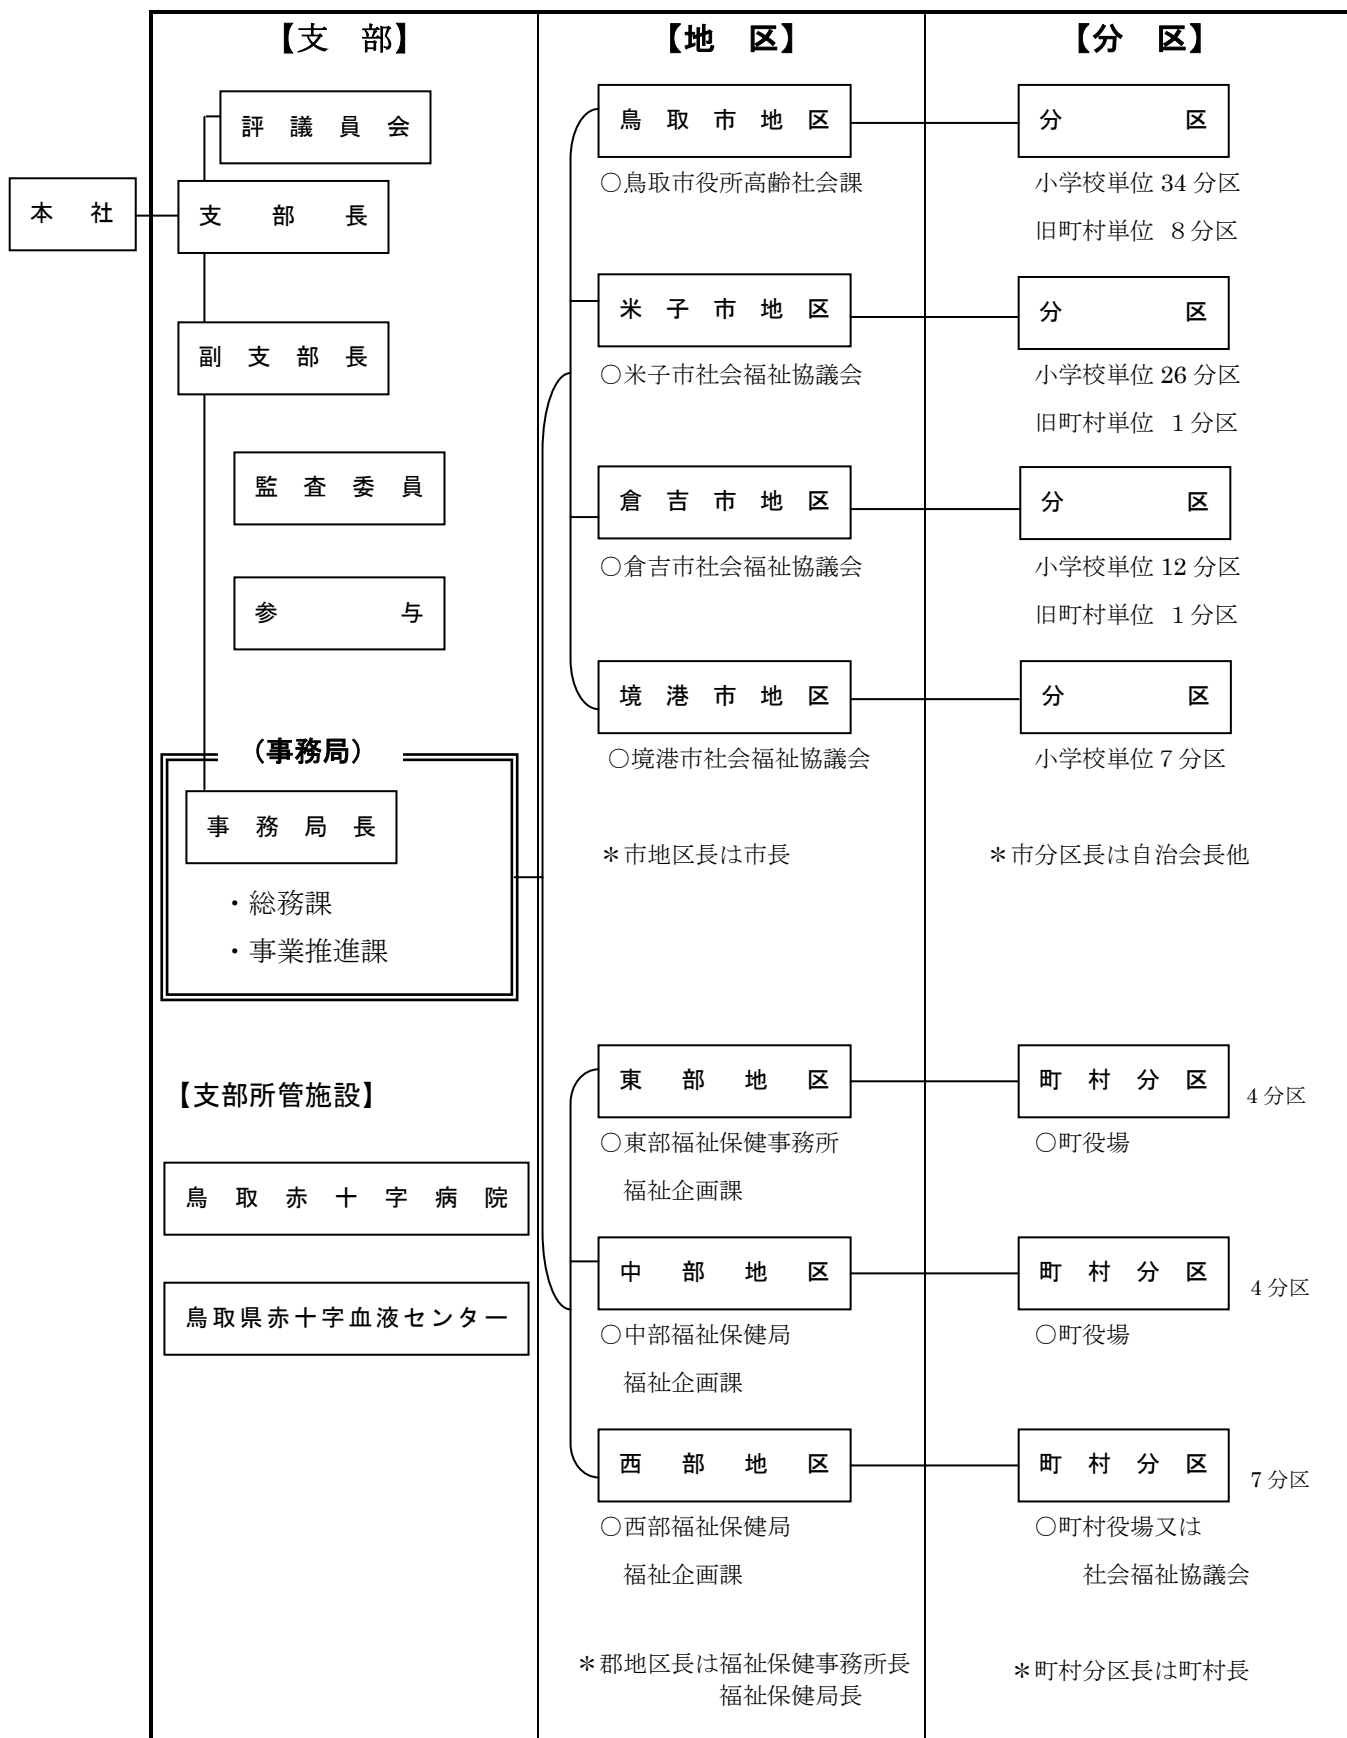 【支　部】
評議員会
本社
支部長
副支部長
監査委員
参与
（事務局）
事務局長
・総務課
・事業推進課
【支部所管施設】
鳥取赤十字病院
鳥取県赤十字血液センター
【地　区】
鳥取市地区
○鳥取市役所高齢社会課
米子市地区
○米子市社会福祉協議会
倉吉市地区
○倉吉市社会福祉協議会
境港市地区
○境港市社会福祉協議会
＊市地区長は市長
東部地区
○東部福祉保健事務所
福祉企画課
中部地区
○中部福祉保健局
福祉企画課
西部地区
○西部福祉保健局
福祉企画課
＊郡地区長は福祉保健事務所長
福祉保健局長
【分　区】
分区
小学校単位 34 分区
旧町村単位 8 分区
分区
小学校単位 26 分区
旧町村単位 1 分区
分区
小学校単位 12 分区
旧町村単位 1 分区
分区
小学校単位 7 分区
＊市分区長は自治会長他
町村分区 4 分区
○町役場
町村分区 4 分区
○町役場
町村分区 7 分区
○町村役場又は
社会福祉協議会
＊町村分区長は町村長